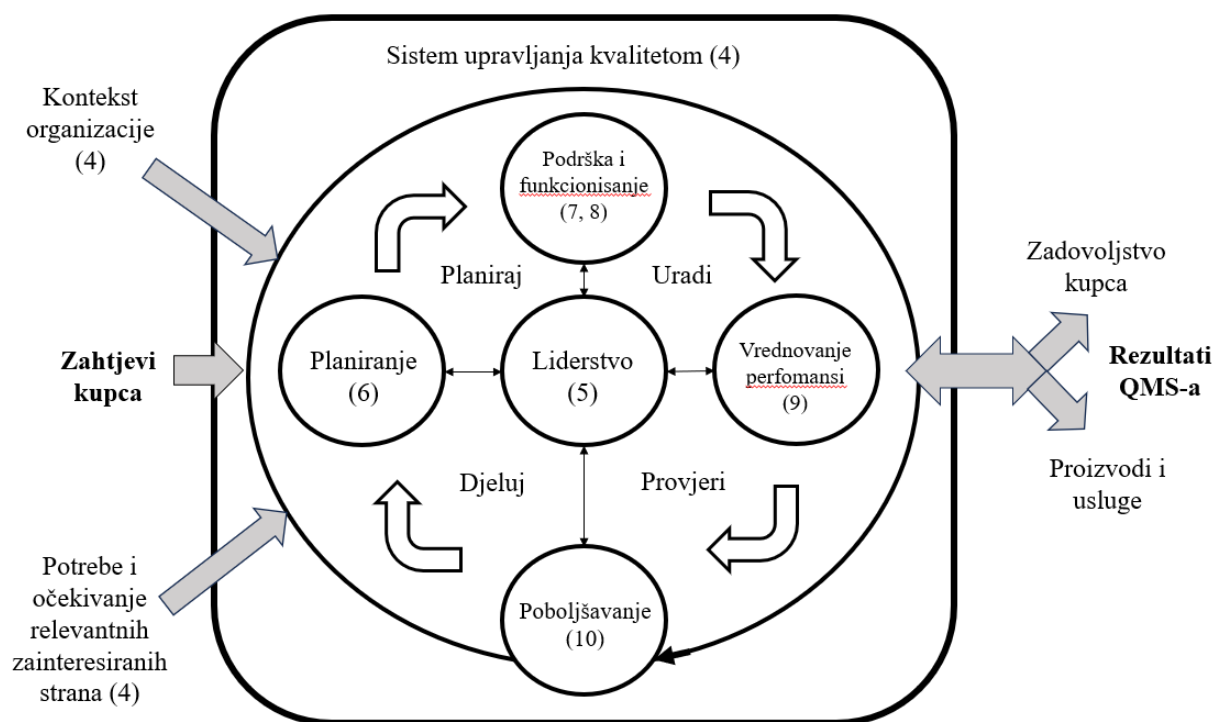 Sistem upravljanja kvalitetom (4)
Kontekst
organizacije
(4)
Podrška i
funkcionisanje
(7, 8)
Planiraj
Uradi
Zadovoljstvo
kupca
Zahtjevi
kupca
Planiranje
(6)
Liderstvo
(5)
Vrednovanje
perfomansi
(9)
Rezultati
QMS-a
Djeluj
Provjeri
Proizvodi i
usluge
Potrebe i
očekivanje
relevantnih
zainteresiranih
strana (4)
Poboljšavanje
(10)